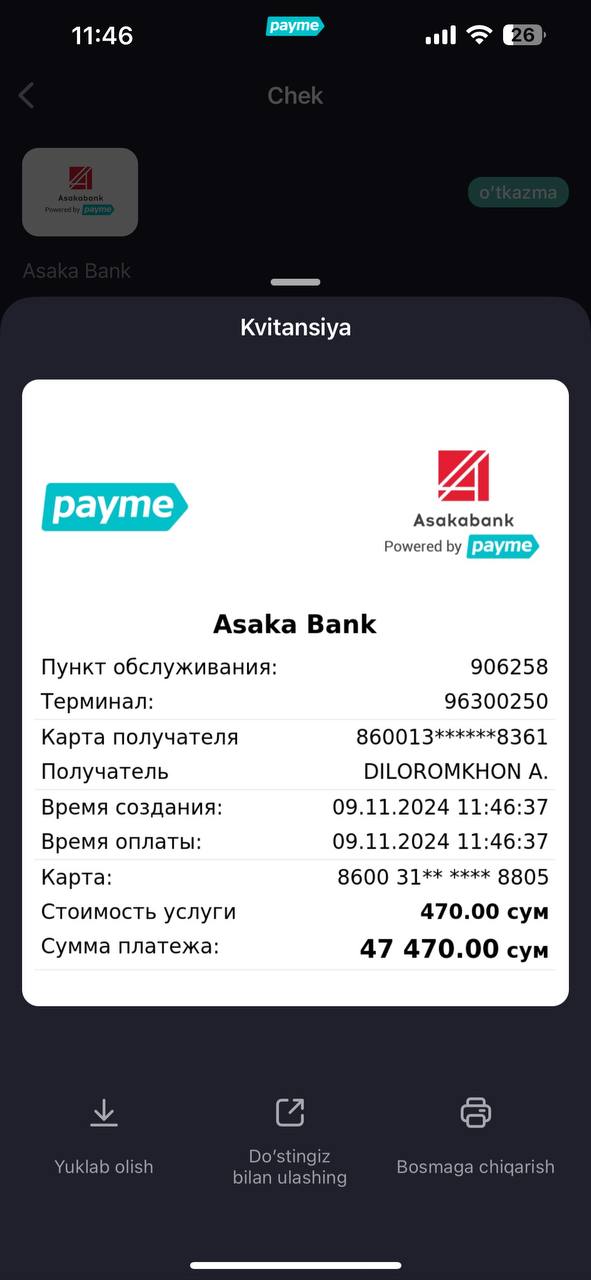 11:46
payme
26
Chek
Asakabank
Powered by payme
o'tkazma
Asaka Bank
Kvitansiya
payme
Asakabank
Powered by payme
Asaka Bank
Пункт обслуживания: 906258
Терминал: 96300250
Карта получателя 860013******8361
Получатель DILOROMKHON A.
Время создания: 09.11.2024 11:46:37
Время оплаты: 09.11.2024 11:46:37
Карта: 8600 31** **** 8805
Стоимость услуги 470.00 сум
Сумма платежа: 47 470.00 сум
Yuklab olish
Do'stingiz
bilan ulashing
Bosmaga chiqarish